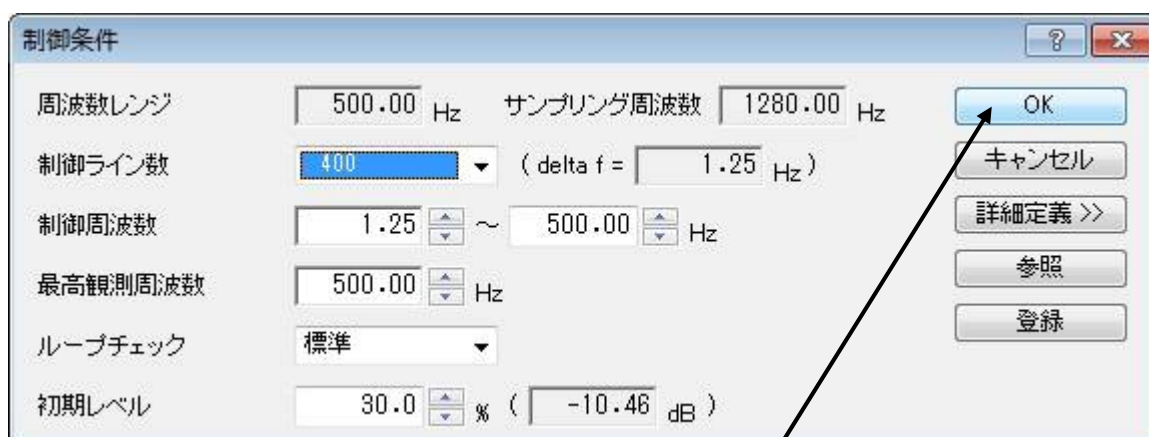 制御条件
周波数レンジ 500.00 Hz サンプリング周波数 1280.00 Hz
制御ライン数 400 ( delta f = 1.25 Hz )
制御周波数 1.25 ～ 500.00 Hz
最高観測周波数 500.00 Hz
ループチェック 標準
初期レベル 30.0 % ( -10.46 dB )
OK
キャンセル
詳細定義 >>
参照
登録